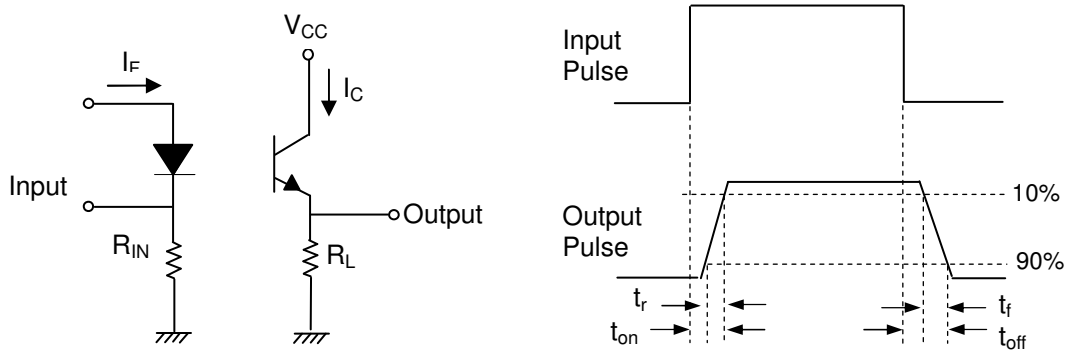 V_CC
I_F
I_C
Input
R_IN
Output
R_L
Input
Pulse
Output
Pulse
10%
90%
t_r
t_f
t_on
t_off